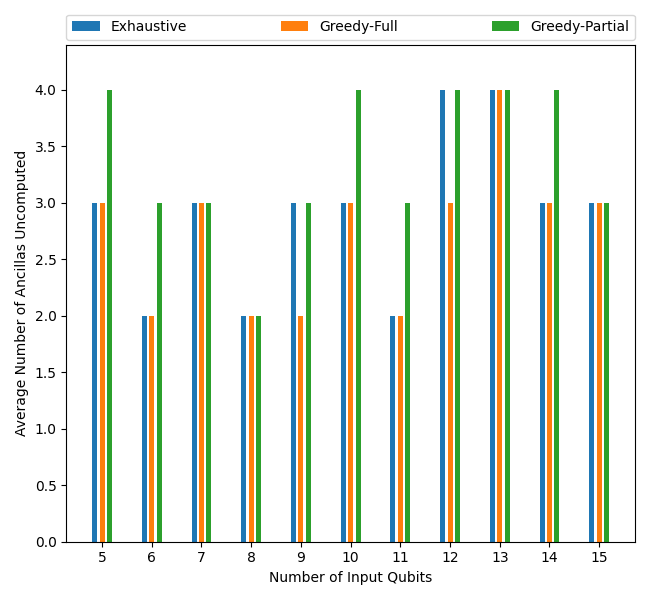 Exhaustive Greedy-Full Greedy-Partial
Average Number of Ancillas Uncomputed
4.0
3.5
3.0
2.5
2.0
1.5
1.0
0.5
0.0
5 6 7 8 9 10 11 12 13 14 15
Number of Input Qubits